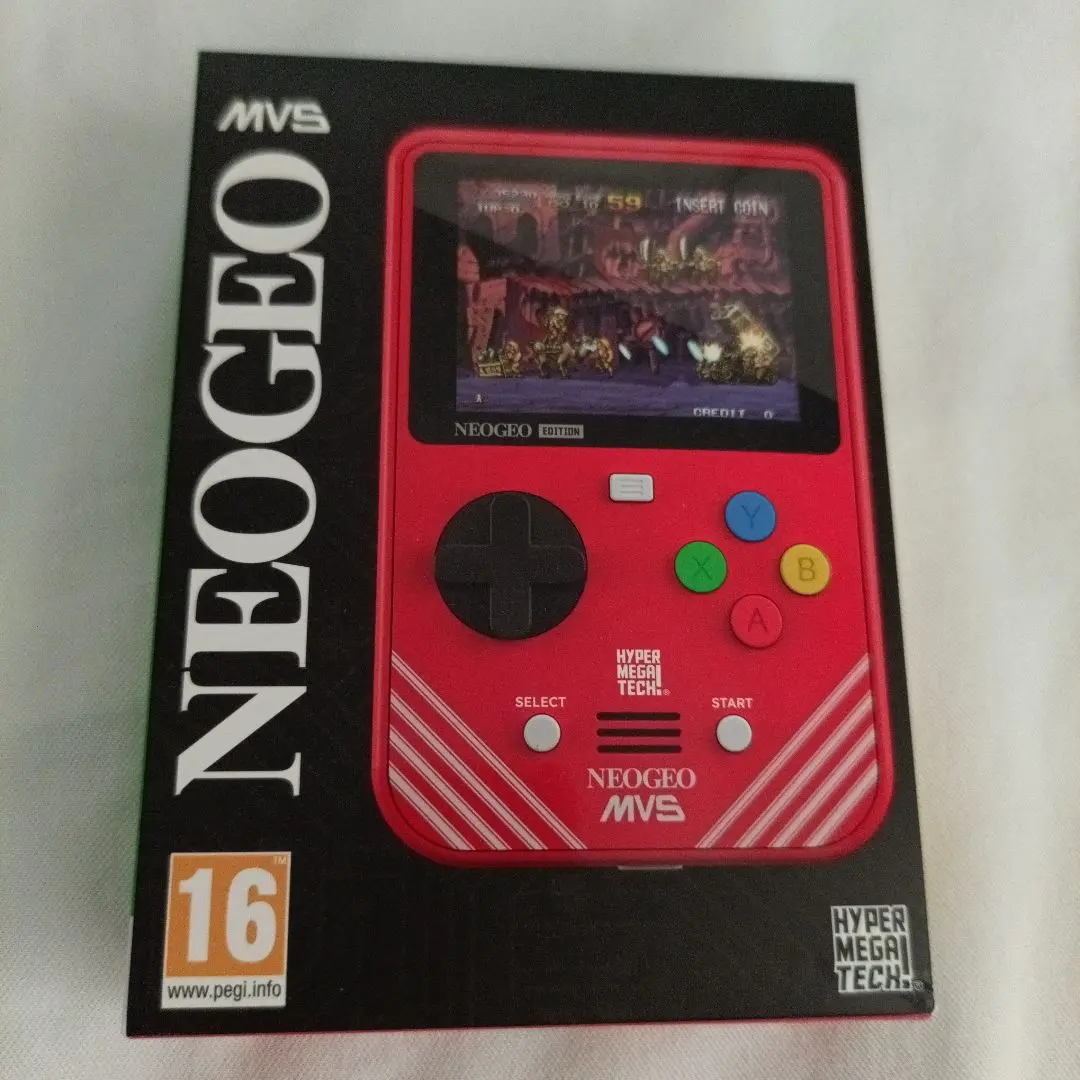 MVS
NEOGEO
59
INSERT COIN
CREDIT 0
NEOGEO EDITION
Y
X
B
A
HYPER
MEGA
TECH!®
SELECT
START
NEOGEO
MVS
16™
www.pegi.info
HYPER
MEGA
TECH!